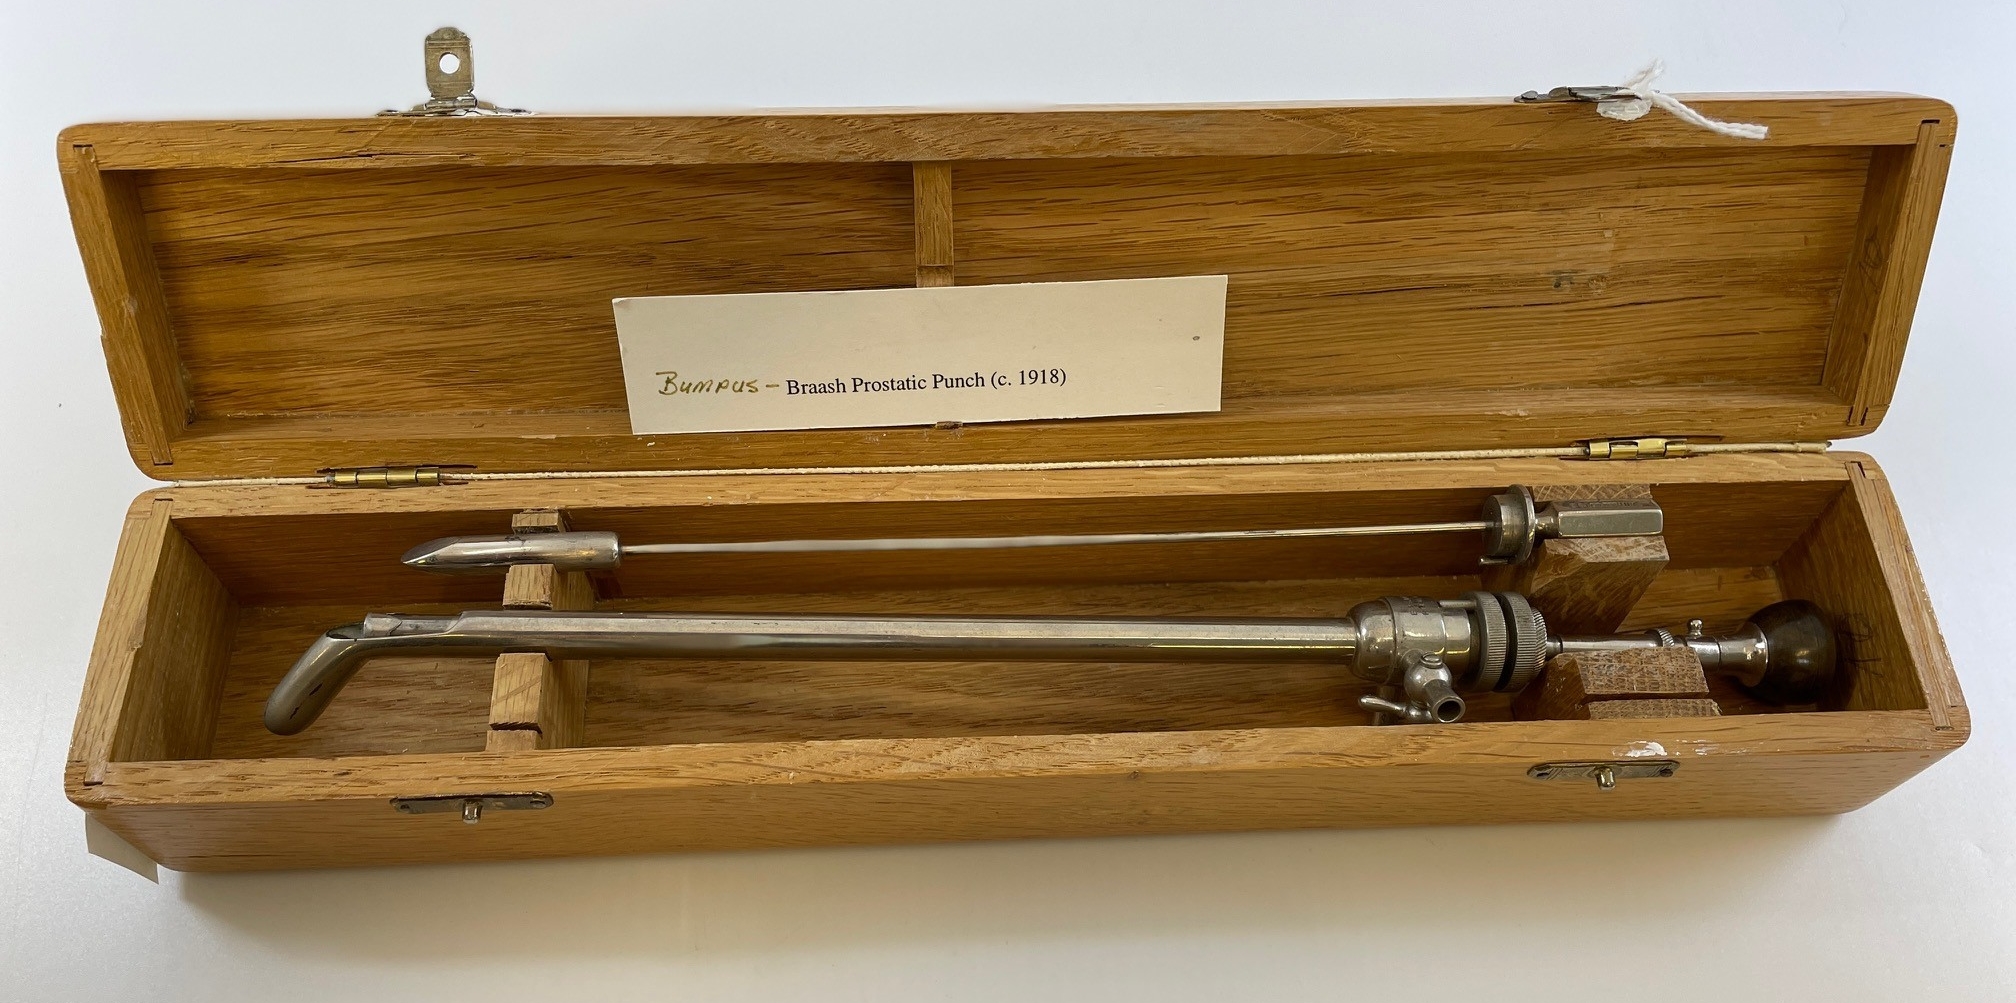 Bumpus - Braash Prostatic Punch (c. 1918)